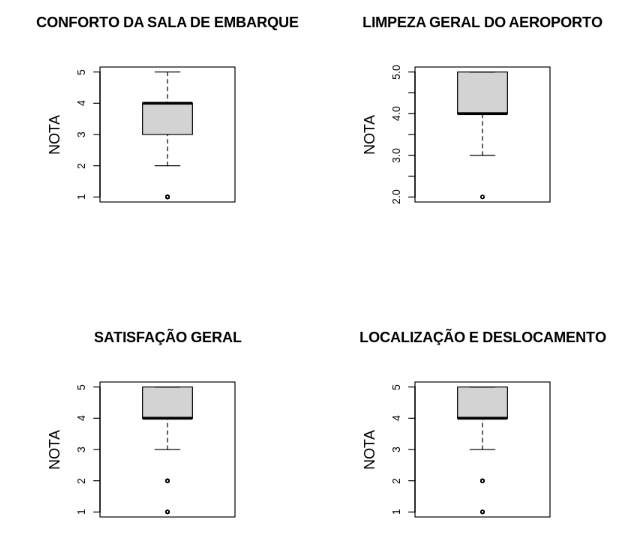 CONFORTO DA SALA DE EMBARQUE
NOTA
5
4
3
2
1
LIMPEZA GERAL DO AEROPORTO
NOTA
5.0
4.0
3.0
2.0
SATISFAÇÃO GERAL
NOTA
5
4
3
2
1
LOCALIZAÇÃO E DESLOCAMENTO
NOTA
5
4
3
2
1